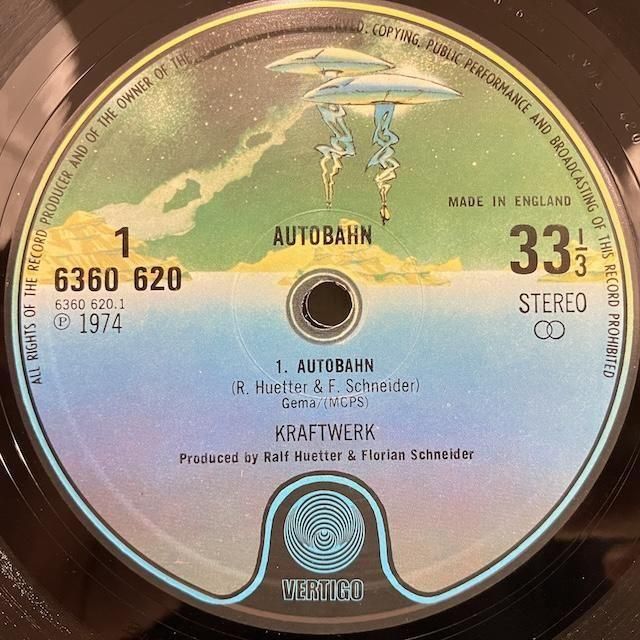 ALL RIGHTS OF THE RECORD PRODUCER AND OF THE OWNER OF THE RESERVED. COPYING, PUBLIC PERFORMANCE AND BROADCASTING OF THIS RECORD PROHIBITED
MADE IN ENGLAND
1
AUTOBAHN
33 1/3
6360 620
6360 620.1
℗ 1974
STEREO
1. AUTOBAHN
(R. Huetter & F. Schneider)
Gema/(MCPS)
KRAFTWERK
Produced by Ralf Huetter & Florian Schneider
VERTIGO